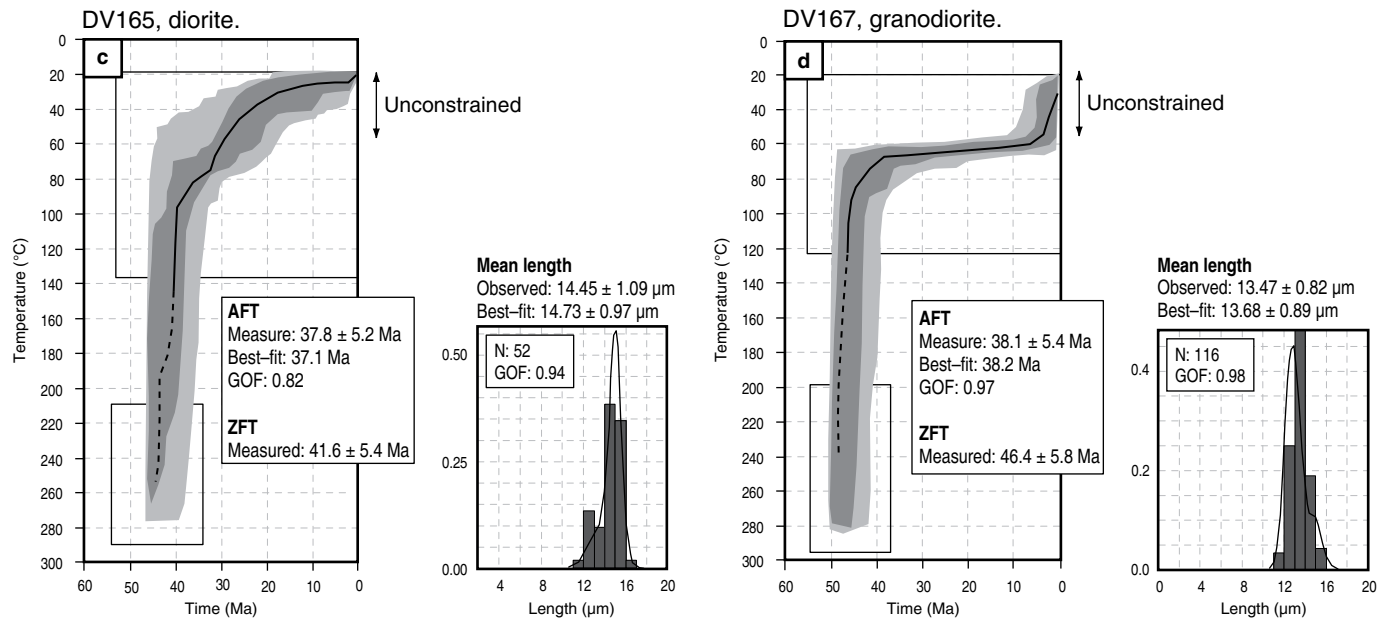 DV165, diorite.
c
0
20
40
60
80
100
120
140
160
180
200
220
240
260
280
300
Temperature (°C)
60
50
40
30
20
10
0
Time (Ma)
Unconstrained
AFT
Measure: 37.8 ± 5.2 Ma
Best–fit: 37.1 Ma
GOF: 0.82
ZFT
Measured: 41.6 ± 5.4 Ma
Mean length
Observed: 14.45 ± 1.09 µm
Best–fit: 14.73 ± 0.97 µm
N: 52
GOF: 0.94
0.50
0.25
0.00
4
8
12
16
20
Length (µm)
DV167, granodiorite.
d
0
20
40
60
80
100
120
140
160
180
200
220
240
260
280
300
Temperature (°C)
60
50
40
30
20
10
0
Time (Ma)
Unconstrained
AFT
Measure: 38.1 ± 5.4 Ma
Best–fit: 38.2 Ma
GOF: 0.97
ZFT
Measured: 46.4 ± 5.8 Ma
Mean length
Observed: 13.47 ± 0.82 µm
Best–fit: 13.68 ± 0.89 µm
N: 116
GOF: 0.98
0.4
0.2
0.0
0
4
8
12
16
20
Length (µm)